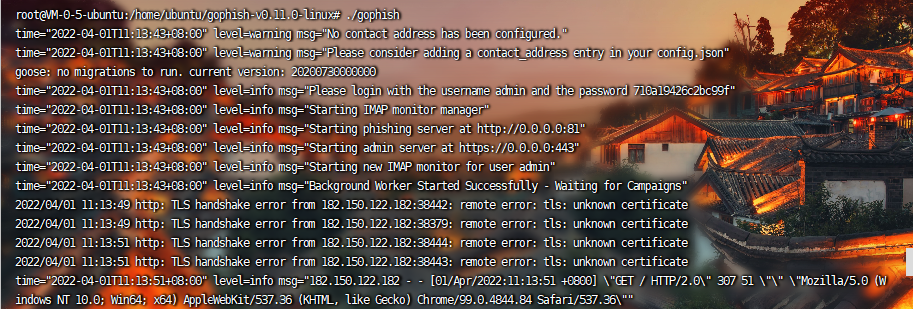 root@VM-0-5-ubuntu:/home/ubuntu/gophish-v0.11.0-linux# ./gophish
time="2022-04-01T11:13:43+08:00" level=warning msg="No contact address has been configured."
time="2022-04-01T11:13:43+08:00" level=warning msg="Please consider adding a contact_address entry in your config.json"
goose: no migrations to run. current version: 20200730000000
time="2022-04-01T11:13:43+08:00" level=info msg="Please login with the username admin and the password 710a19426c2bc99f"
time="2022-04-01T11:13:43+08:00" level=info msg="Starting IMAP monitor manager"
time="2022-04-01T11:13:43+08:00" level=info msg="Starting phishing server at http://0.0.0.0:81"
time="2022-04-01T11:13:43+08:00" level=info msg="Starting admin server at https://0.0.0.0:443"
time="2022-04-01T11:13:43+08:00" level=info msg="Starting new IMAP monitor for user admin"
time="2022-04-01T11:13:43+08:00" level=info msg="Background Worker Started Successfully - Waiting for Campaigns"
2022/04/01 11:13:49 http: TLS handshake error from 182.150.122.182:38442: remote error: tls: unknown certificate
2022/04/01 11:13:49 http: TLS handshake error from 182.150.122.182:38379: remote error: tls: unknown certificate
2022/04/01 11:13:51 http: TLS handshake error from 182.150.122.182:38444: remote error: tls: unknown certificate
2022/04/01 11:13:51 http: TLS handshake error from 182.150.122.182:38443: remote error: tls: unknown certificate
time="2022-04-01T11:13:51+08:00" level=info msg="182.150.122.182 - - [01/Apr/2022:11:13:51 +0800] \"GET / HTTP/2.0\" 307 51 \"\" \"Mozilla/5.0 (W
indows NT 10.0; Win64; x64) AppleWebKit/537.36 (KHTML, like Gecko) Chrome/99.0.4844.84 Safari/537.36\""